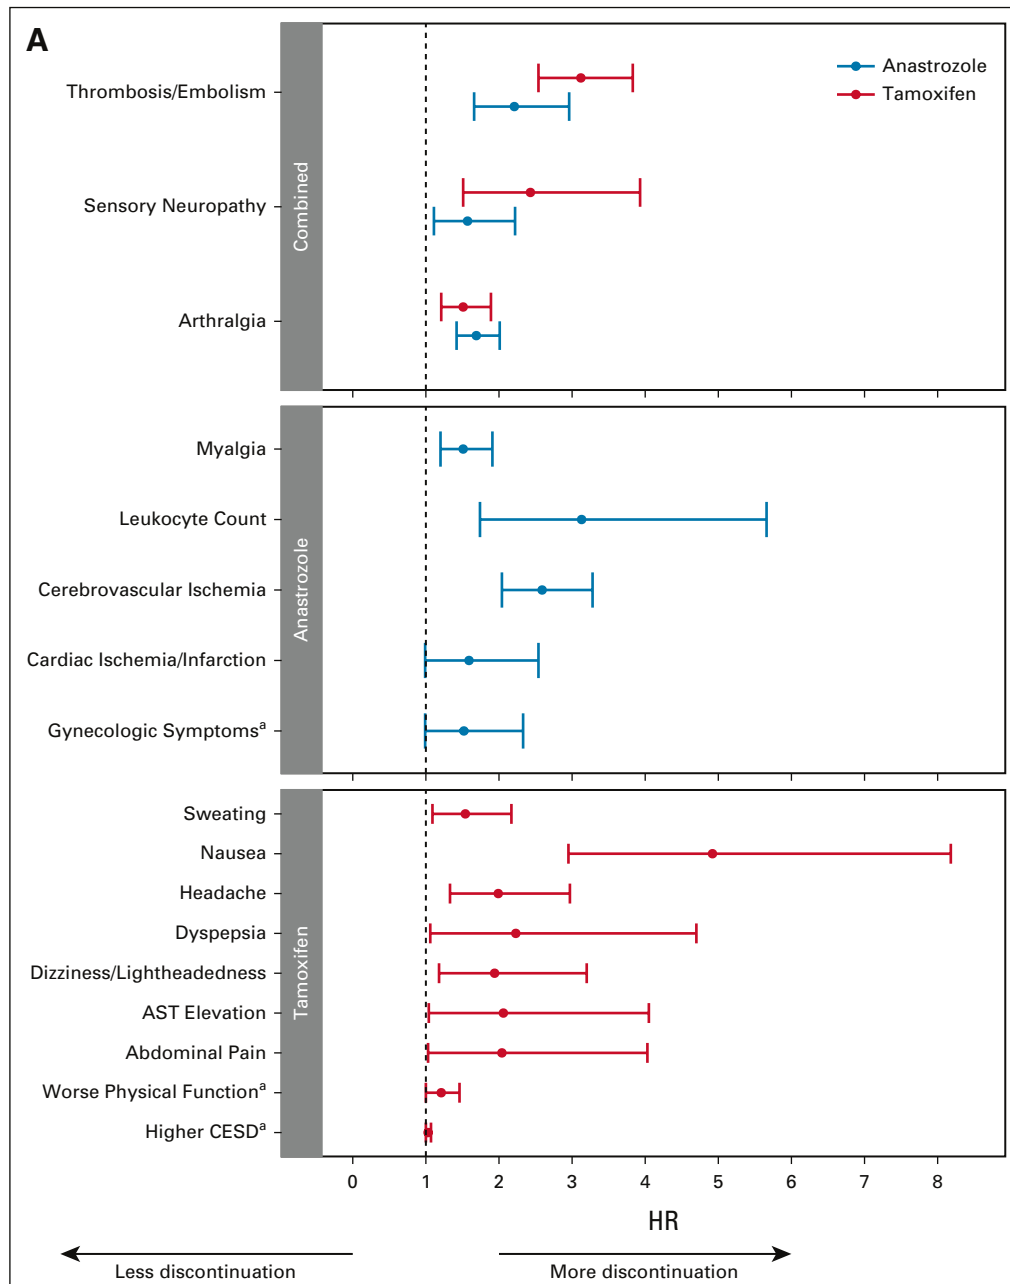 A
Anastrozole
Tamoxifen
Combined
Thrombosis/Embolism
Sensory Neuropathy
Arthralgia
Anastrozole
Myalgia
Leukocyte Count
Cerebrovascular Ischemia
Cardiac Ischemia/Infarction
Gynecologic Symptomsᵃ
Tamoxifen
Sweating
Nausea
Headache
Dyspepsia
Dizziness/Lightheadedness
AST Elevation
Abdominal Pain
Worse Physical Functionᵃ
Higher CESDᵃ
0 1 2 3 4 5 6 7 8
HR
Less discontinuation More discontinuation